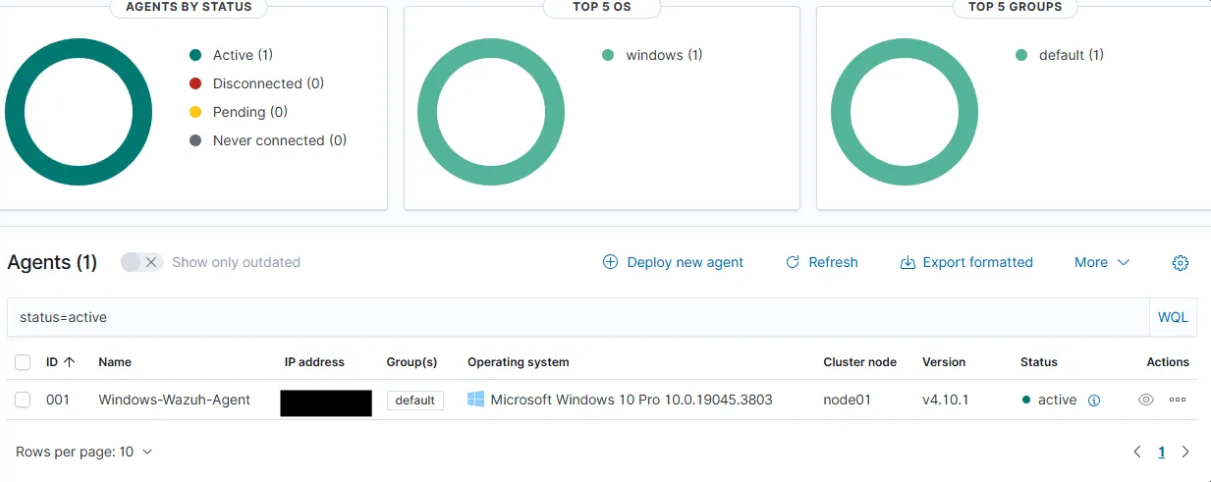 AGENTS BY STATUS
TOP 5 OS
TOP 5 GROUPS
Active (1)
Disconnected (0)
Pending (0)
Never connected (0)
windows (1)
default (1)
Agents (1)
Show only outdated
Deploy new agent
Refresh
Export formatted
More
status=active
WQL
ID Name IP address Group(s) Operating system Cluster node Version Status Actions
001 Windows-Wazuh-Agent default Microsoft Windows 10 Pro 10.0.19045.3803 node01 v4.10.1 active
Rows per page: 10
1